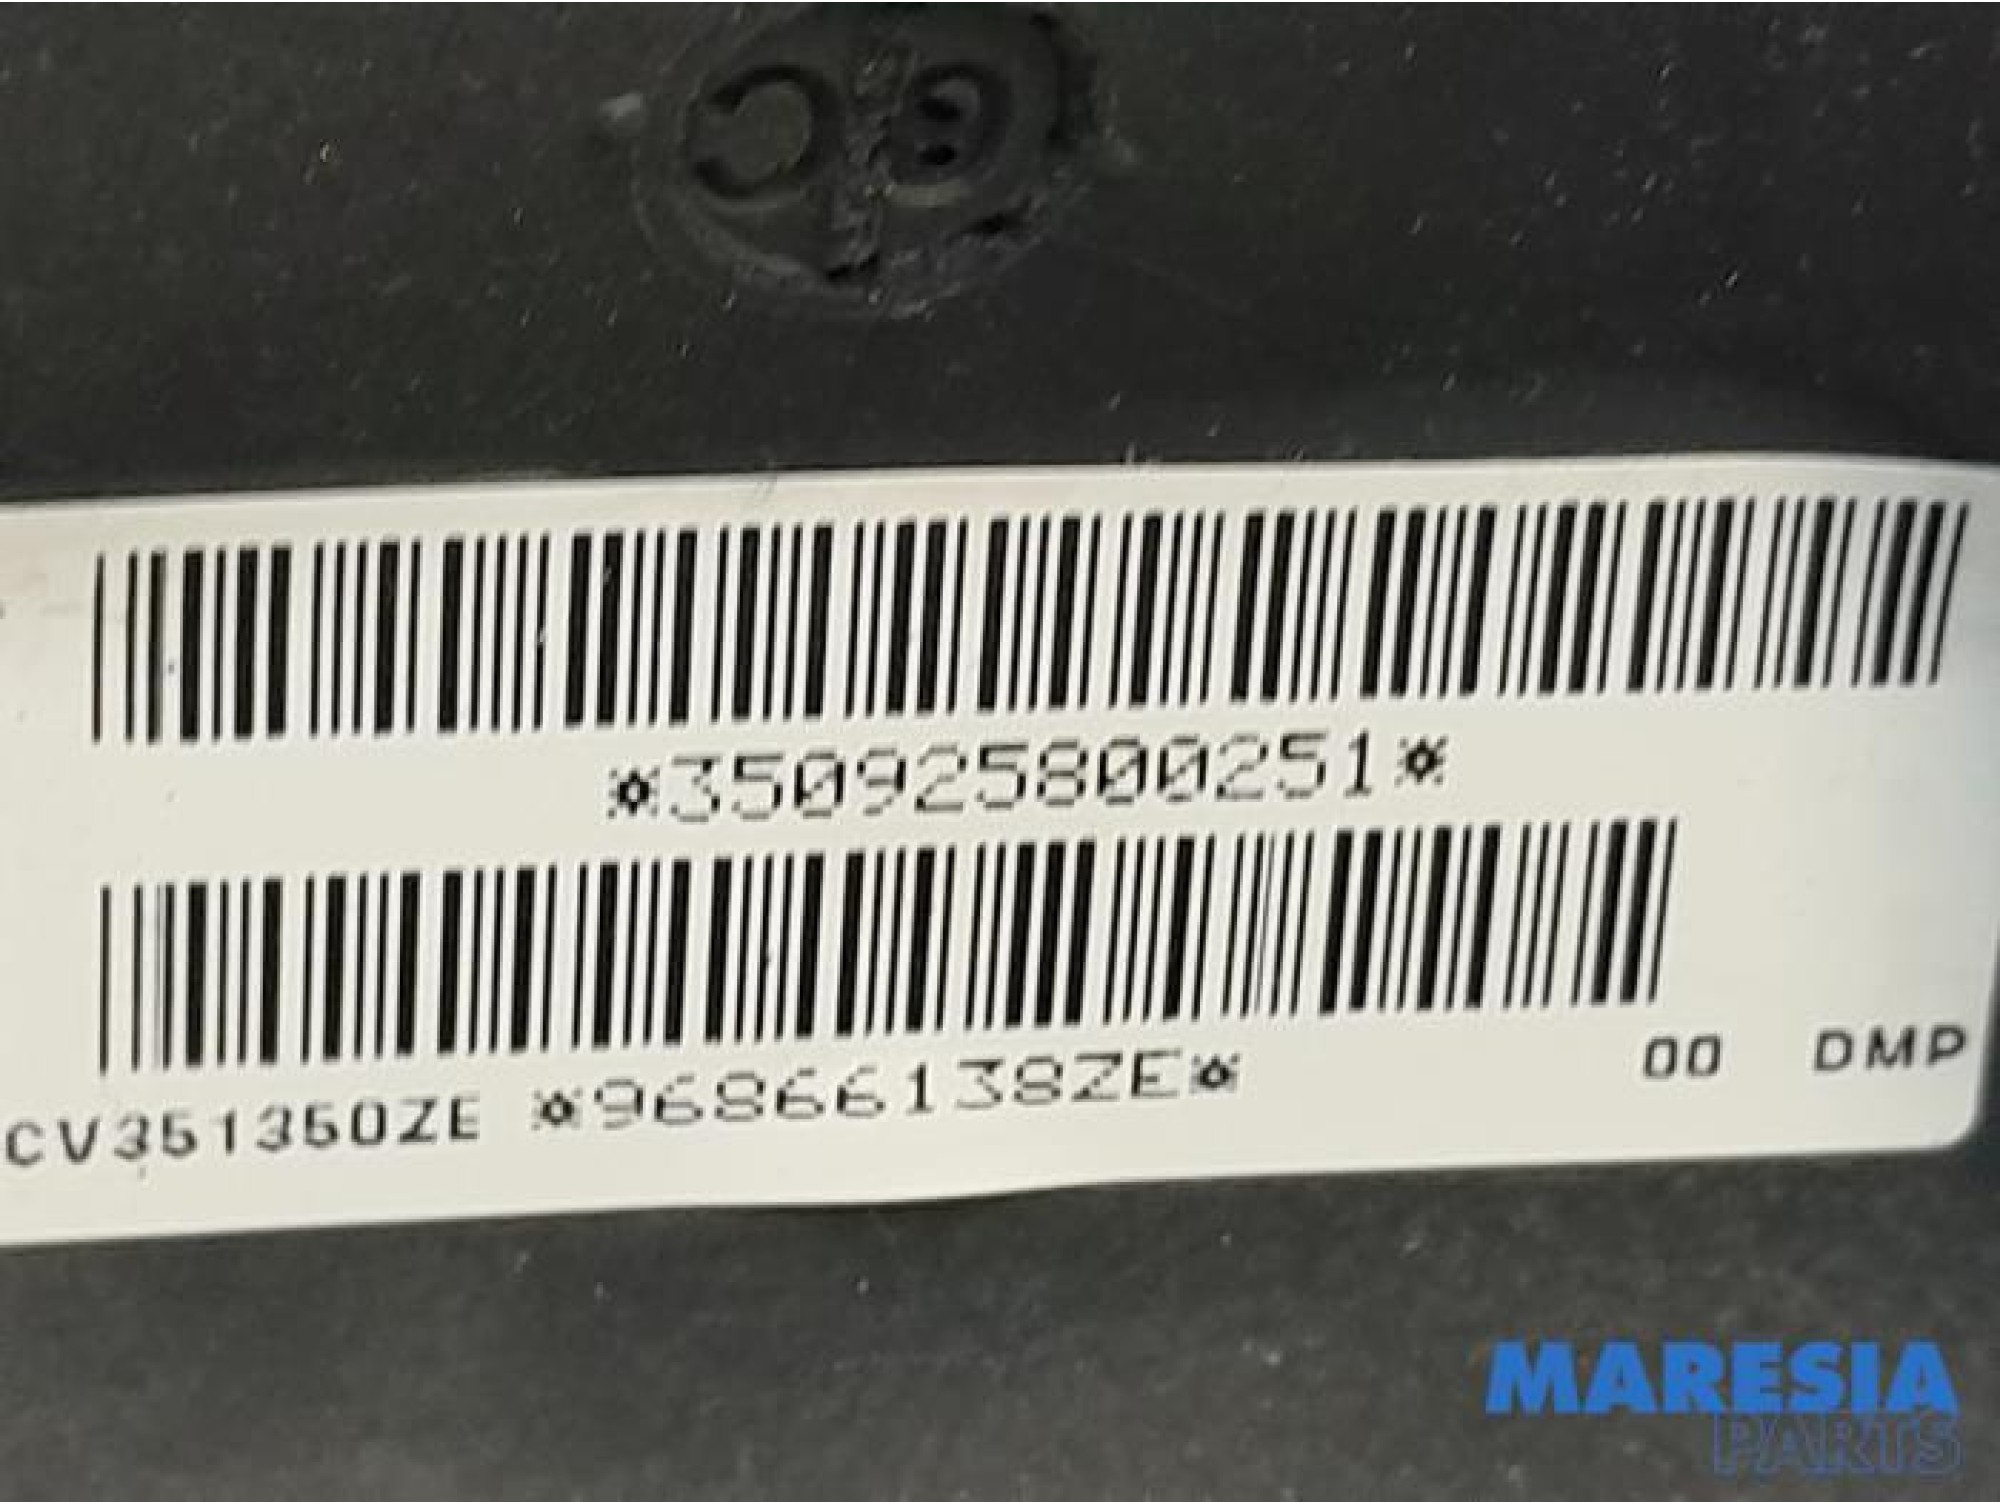 *350925800251*
CV351350ZE *96866138ZE* 00 DMP
MARESIA
PARTS